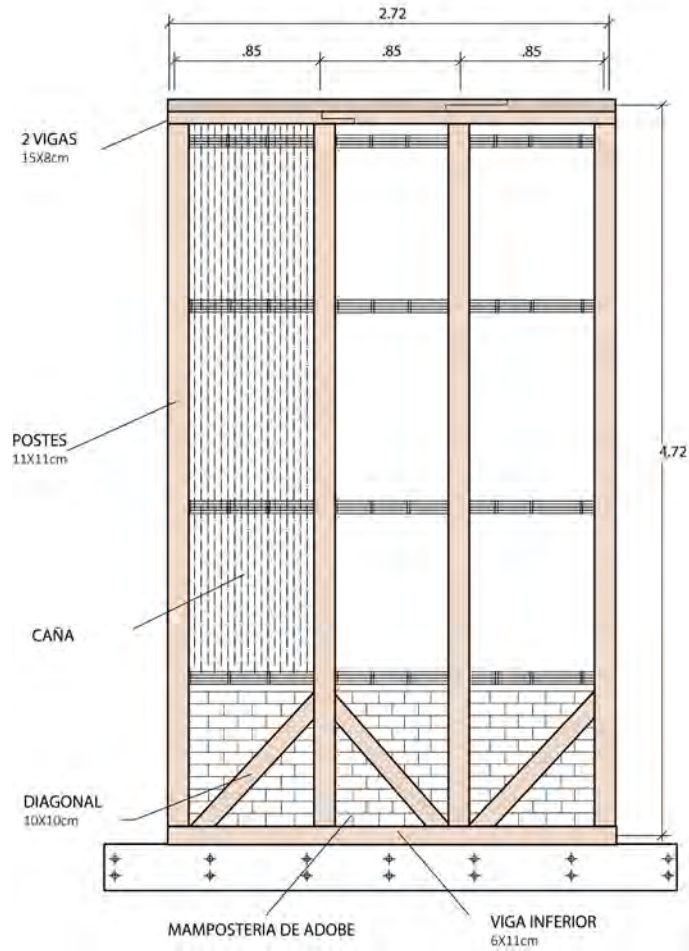 2.72
.85 .85 .85
2 VIGAS
15X8cm
POSTES
11X11cm
4.72
CAÑA
DIAGONAL
10X10cm
MAMPOSTERIA DE ADOBE
VIGA INFERIOR
6X11cm